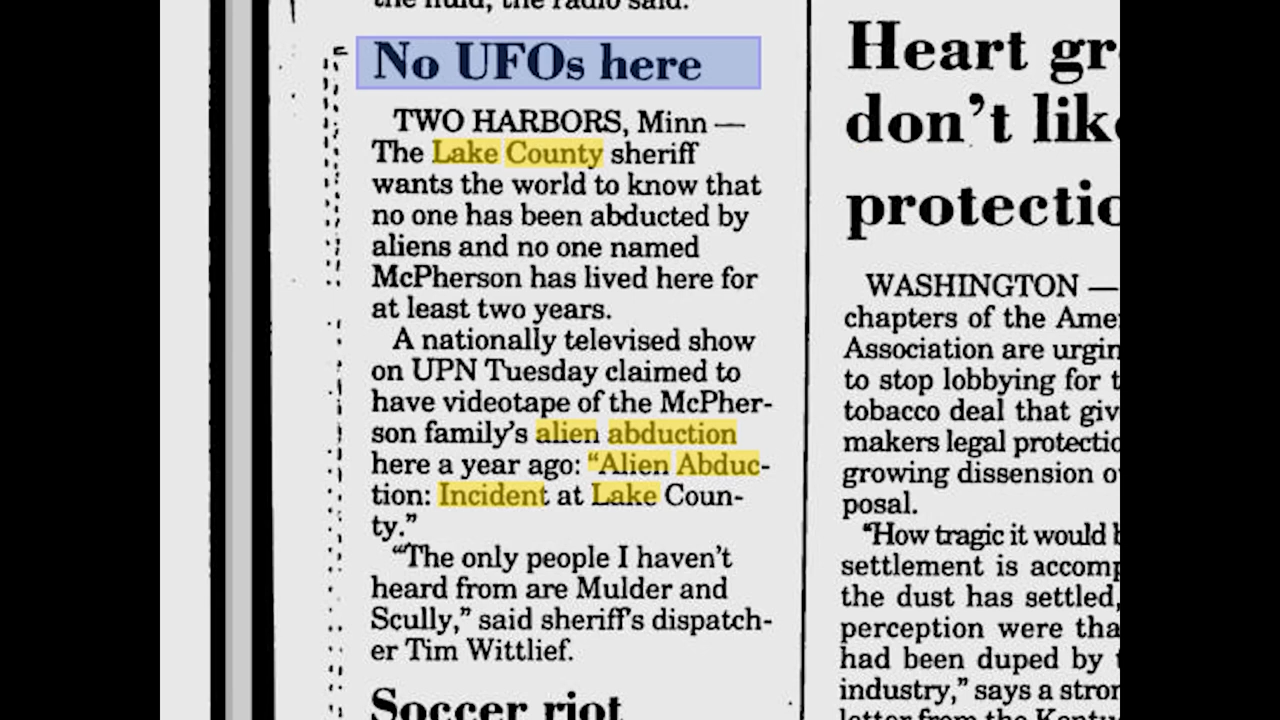 the fluid, the radio said.
No UFOs here
TWO HARBORS, Minn —
The Lake County sheriff
wants the world to know that
no one has been abducted by
aliens and no one named
McPherson has lived here for
at least two years.
A nationally televised show
on UPN Tuesday claimed to
have videotape of the McPher-
son family's alien abduction
here a year ago: “Alien Abduc-
tion: Incident at Lake Coun-
ty.”
“The only people I haven't
heard from are Mulder and
Scully,” said sheriff's dispatch-
er Tim Wittlief.
Soccer riot
Heart gr
don't like
protectio
WASHINGTON —
chapters of the Ame
Association are urgin
to stop lobbying for t
tobacco deal that giv
makers legal protectio
growing dissension o
posal.
“How tragic it would b
settlement is accomp
the dust has settled,
perception were tha
had been duped by t
industry,” says a stron
letter from the Kentu